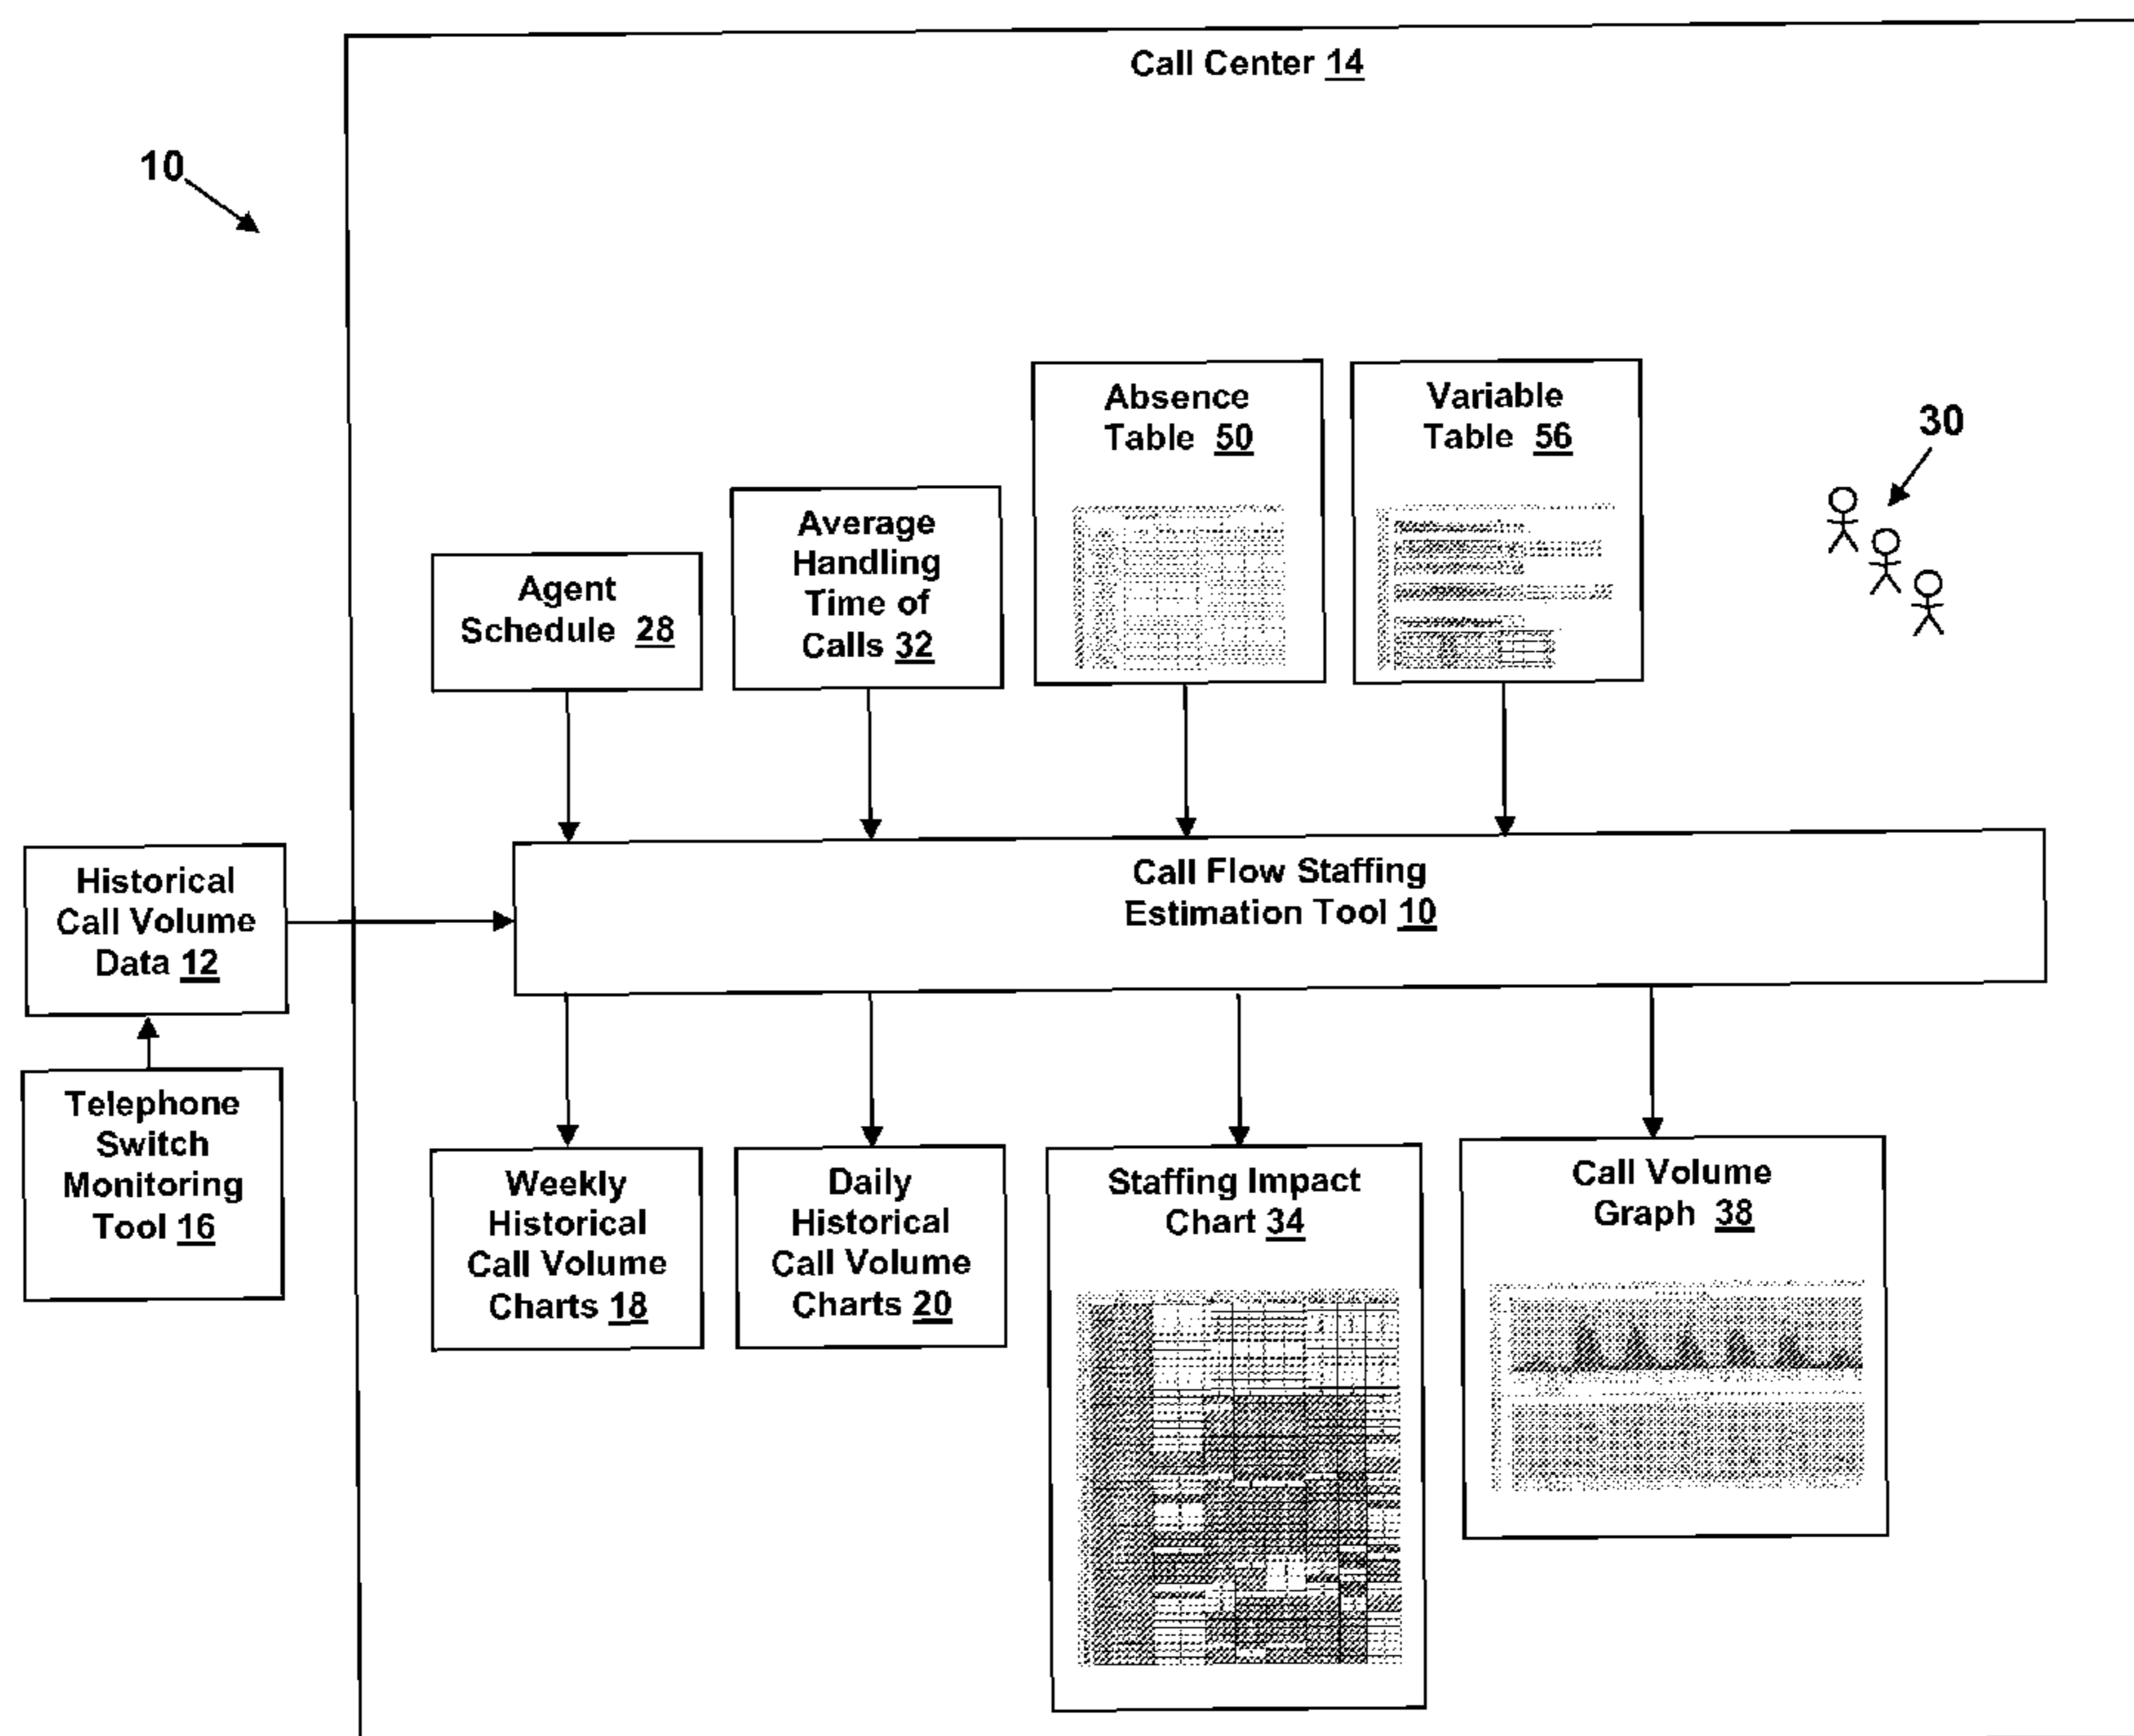 Call Center 14
10
Absence
Table 50
Variable
Table 56
30
Average
Handling
Time of
Calls 32
Agent
Schedule 28
Historical
Call Volume
Data 12
Call Flow Staffing
Estimation Tool 10
Telephone
Switch
Monitoring
Tool 16
Weekly
Historical
Call Volume
Charts 18
Daily
Historical
Call Volume
Charts 20
Staffing Impact
Chart 34
Call Volume
Graph 38